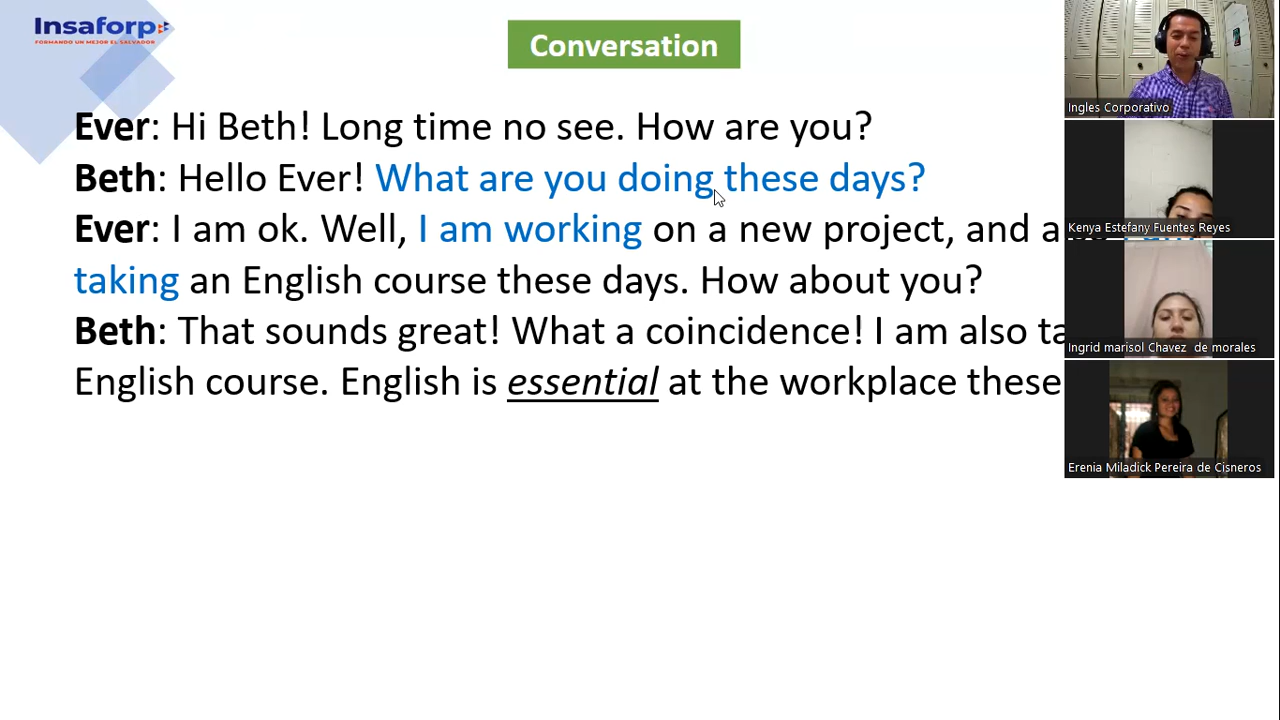 Insaforp
FORMANDO UN MEJOR EL SALVADOR
Conversation
Ever: Hi Beth! Long time no see. How are you?
Beth: Hello Ever! What are you doing these days?
Ever: I am ok. Well, I am working on a new project, and
taking an English course these days. How about you?
Beth: That sounds great! What a coincidence! I am also
English course. English is essential at the workplace these
Ingles Corporativo
Kenya Estefany Fuentes Reyes
Ingrid marisol Chavez de morales
Erenia Miladick Pereira de Cisneros